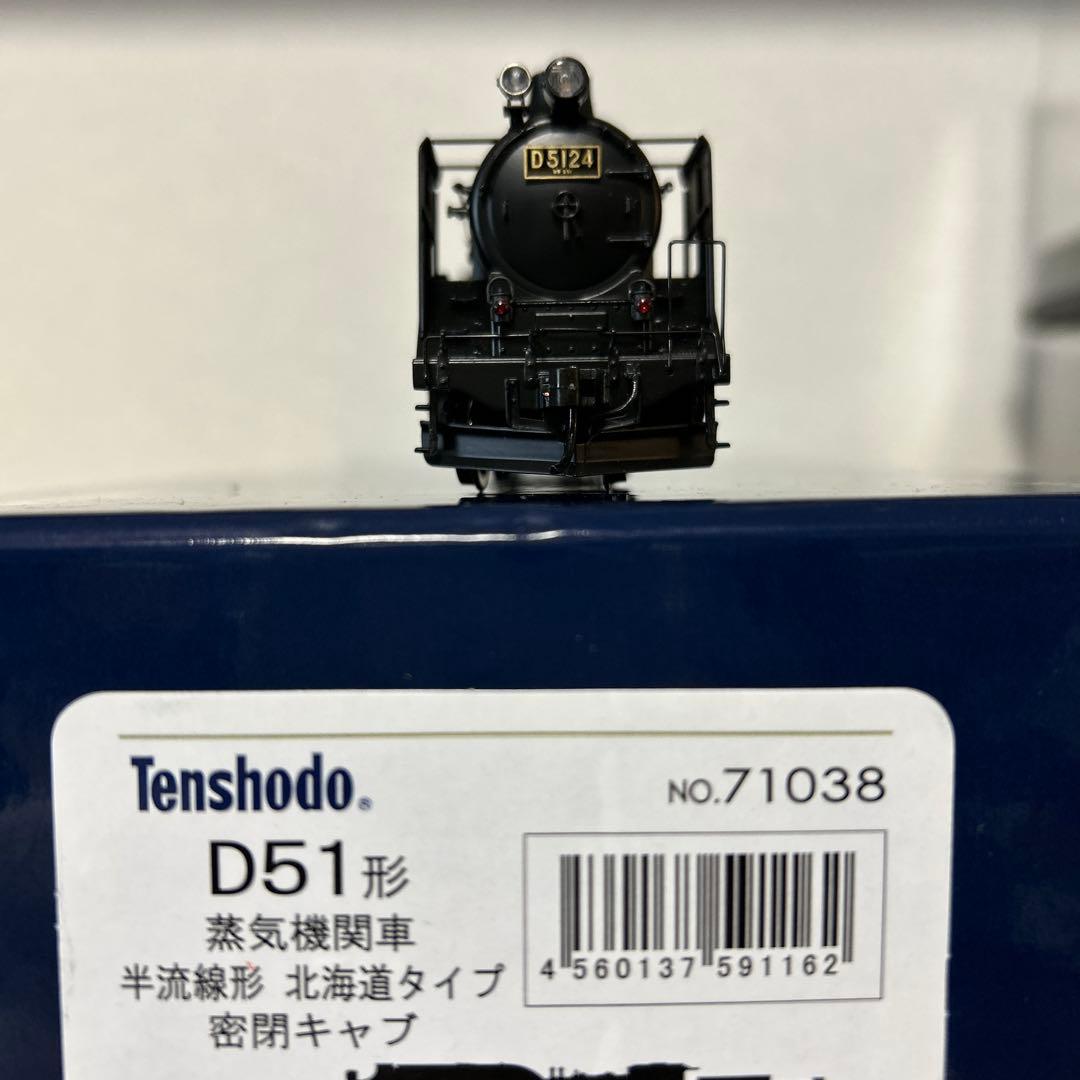 D5124
Tenshodo®
NO.71038
D51形
蒸気機関車
半流線形 北海道タイプ
密閉キャブ
4 560137 591162